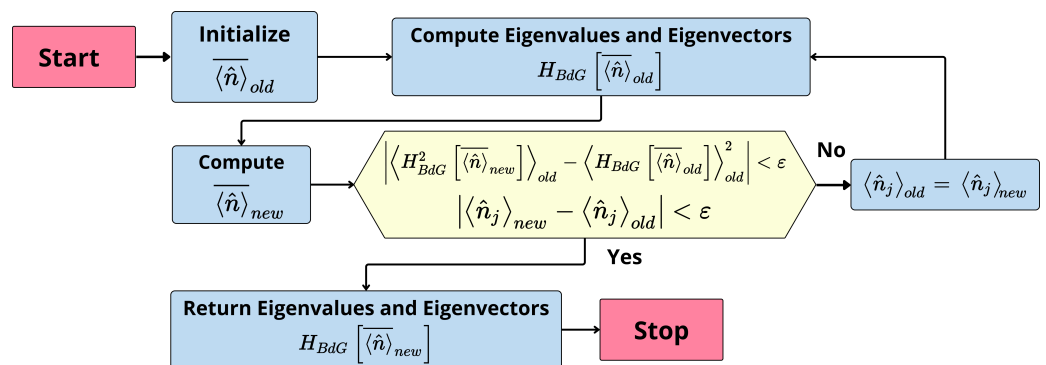 Start
Initialize
$\overline{\langle \hat{n} \rangle}_{old}$
Compute Eigenvalues and Eigenvectors
$H_{BdG} \left[ \overline{\langle \hat{n} \rangle}_{old} \right]$
Compute
$\overline{\langle \hat{n} \rangle}_{new}$
$\left| \left\langle H^2_{BdG} \left[ \overline{\langle \hat{n} \rangle}_{new} \right] \right\rangle_{old} - \left\langle H_{BdG} \left[ \overline{\langle \hat{n} \rangle}_{old} \right] \right\rangle^2_{old} \right| < \varepsilon$
$\left| \langle \hat{n}_j \rangle_{new} - \langle \hat{n}_j \rangle_{old} \right| < \varepsilon$
No
$\langle \hat{n}_j \rangle_{old} = \langle \hat{n}_j \rangle_{new}$
Yes
Return Eigenvalues and Eigenvectors
$H_{BdG} \left[ \overline{\langle \hat{n} \rangle}_{new} \right]$
Stop